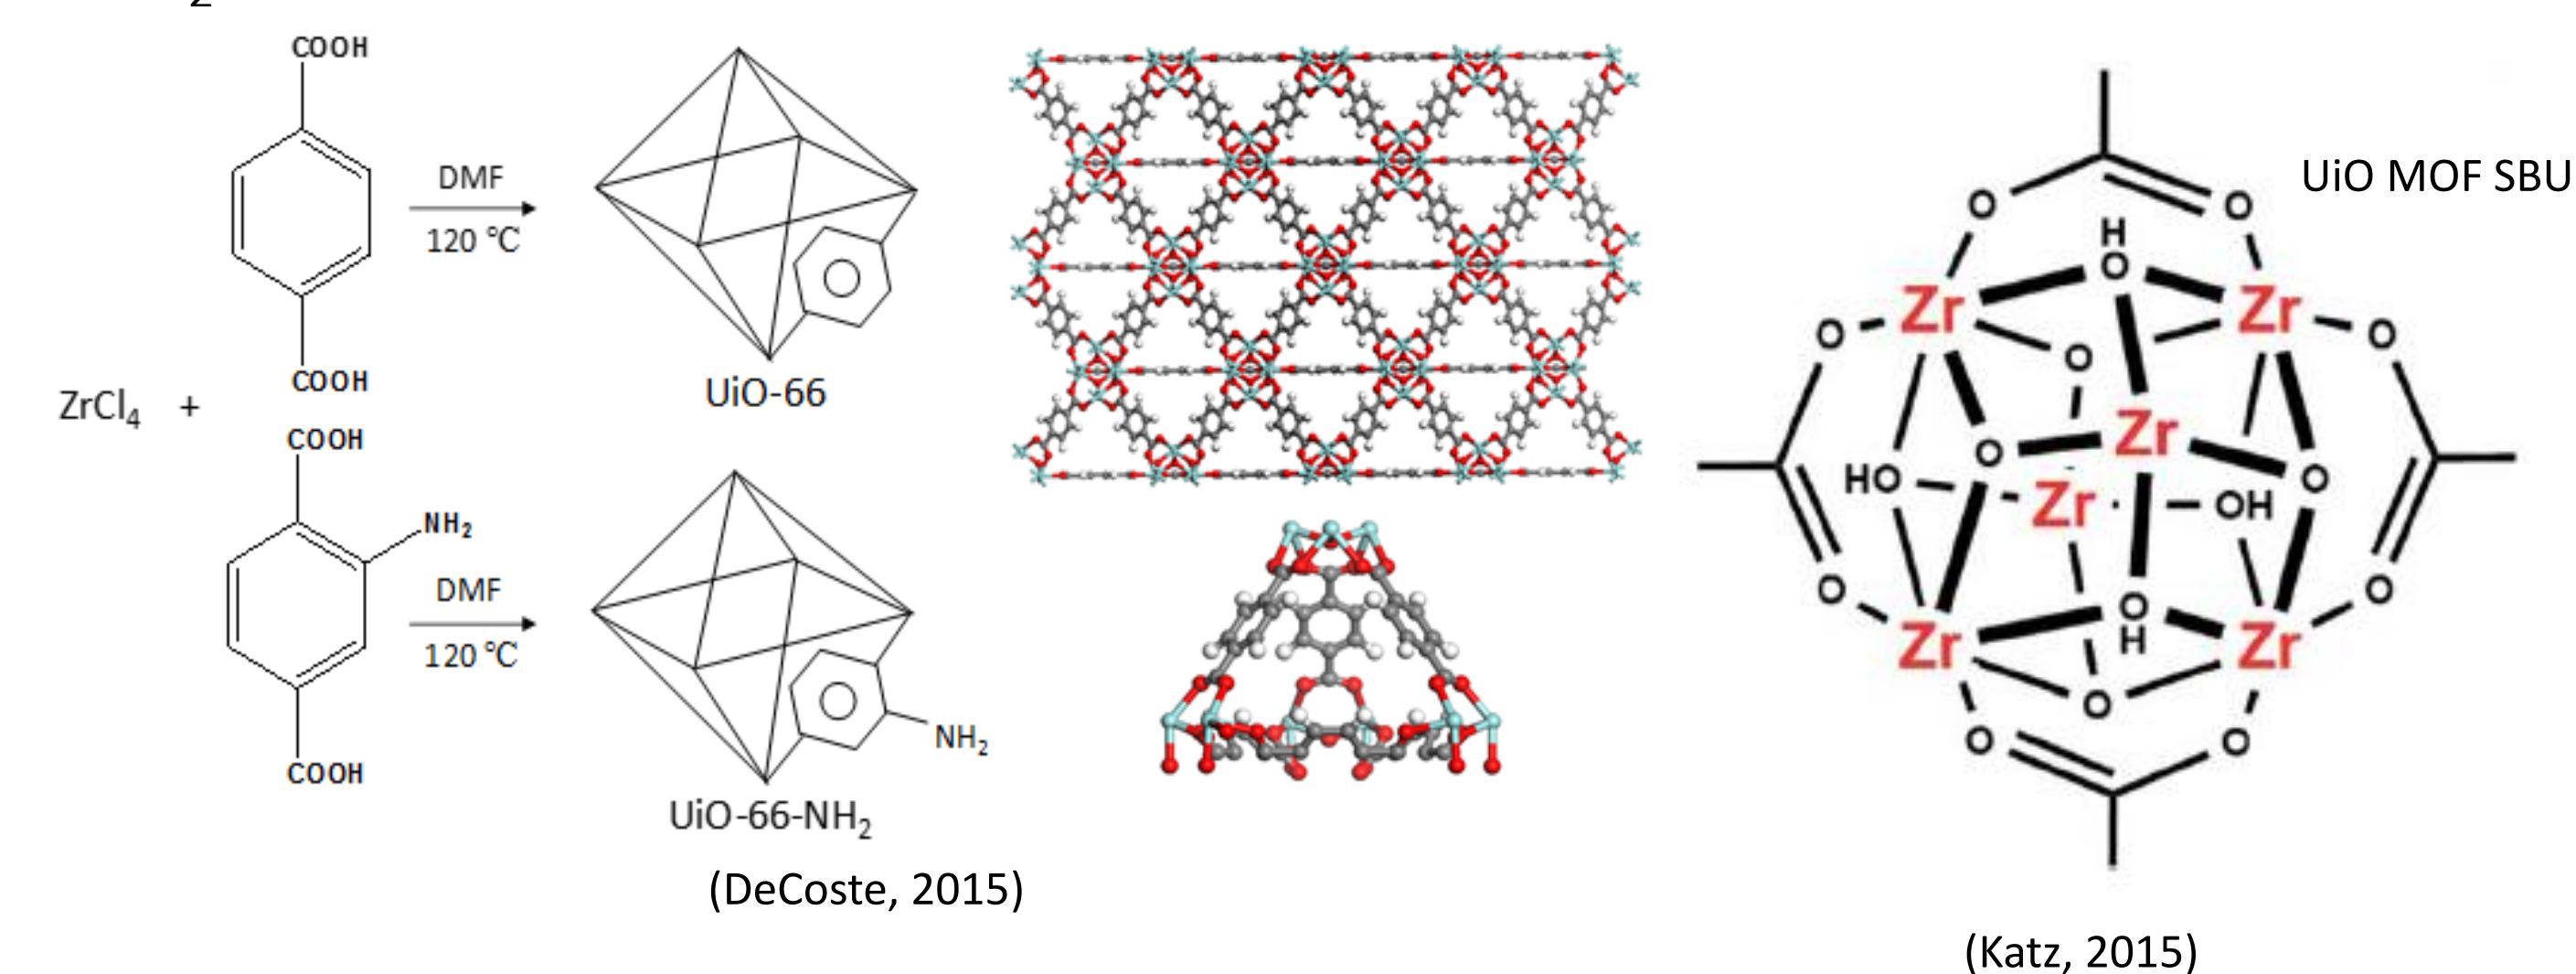 2
COOH
COOH
DMF
120 °C
UiO-66
ZrCl4 +
COOH
NH2
COOH
DMF
120 °C
NH2
UiO-66-NH2
(DeCoste, 2015)
UiO MOF SBU
O O
H
O
Zr Zr
O O
O
Zr
O O
HO Zr OH
O O
O
H
Zr Zr
O
O O
(Katz, 2015)